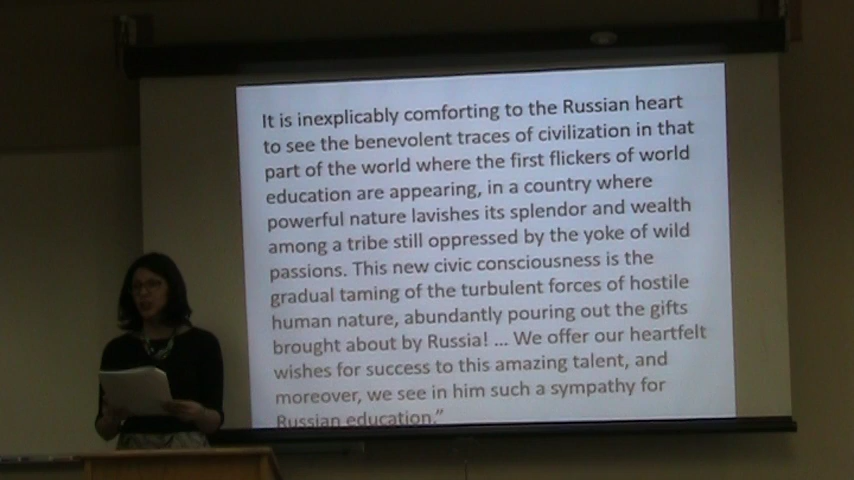 It is inexplicably comforting to the Russian heart
to see the benevolent traces of civilization in that
part of the world where the first flickers of world
education are appearing, in a country where
powerful nature lavishes its splendor and wealth
among a tribe still oppressed by the yoke of wild
passions. This new civic consciousness is the
gradual taming of the turbulent forces of hostile
human nature, abundantly pouring out the gifts
brought about by Russia! ... We offer our heartfelt
wishes for success to this amazing talent, and
moreover, we see in him such a sympathy for
Russian education.”